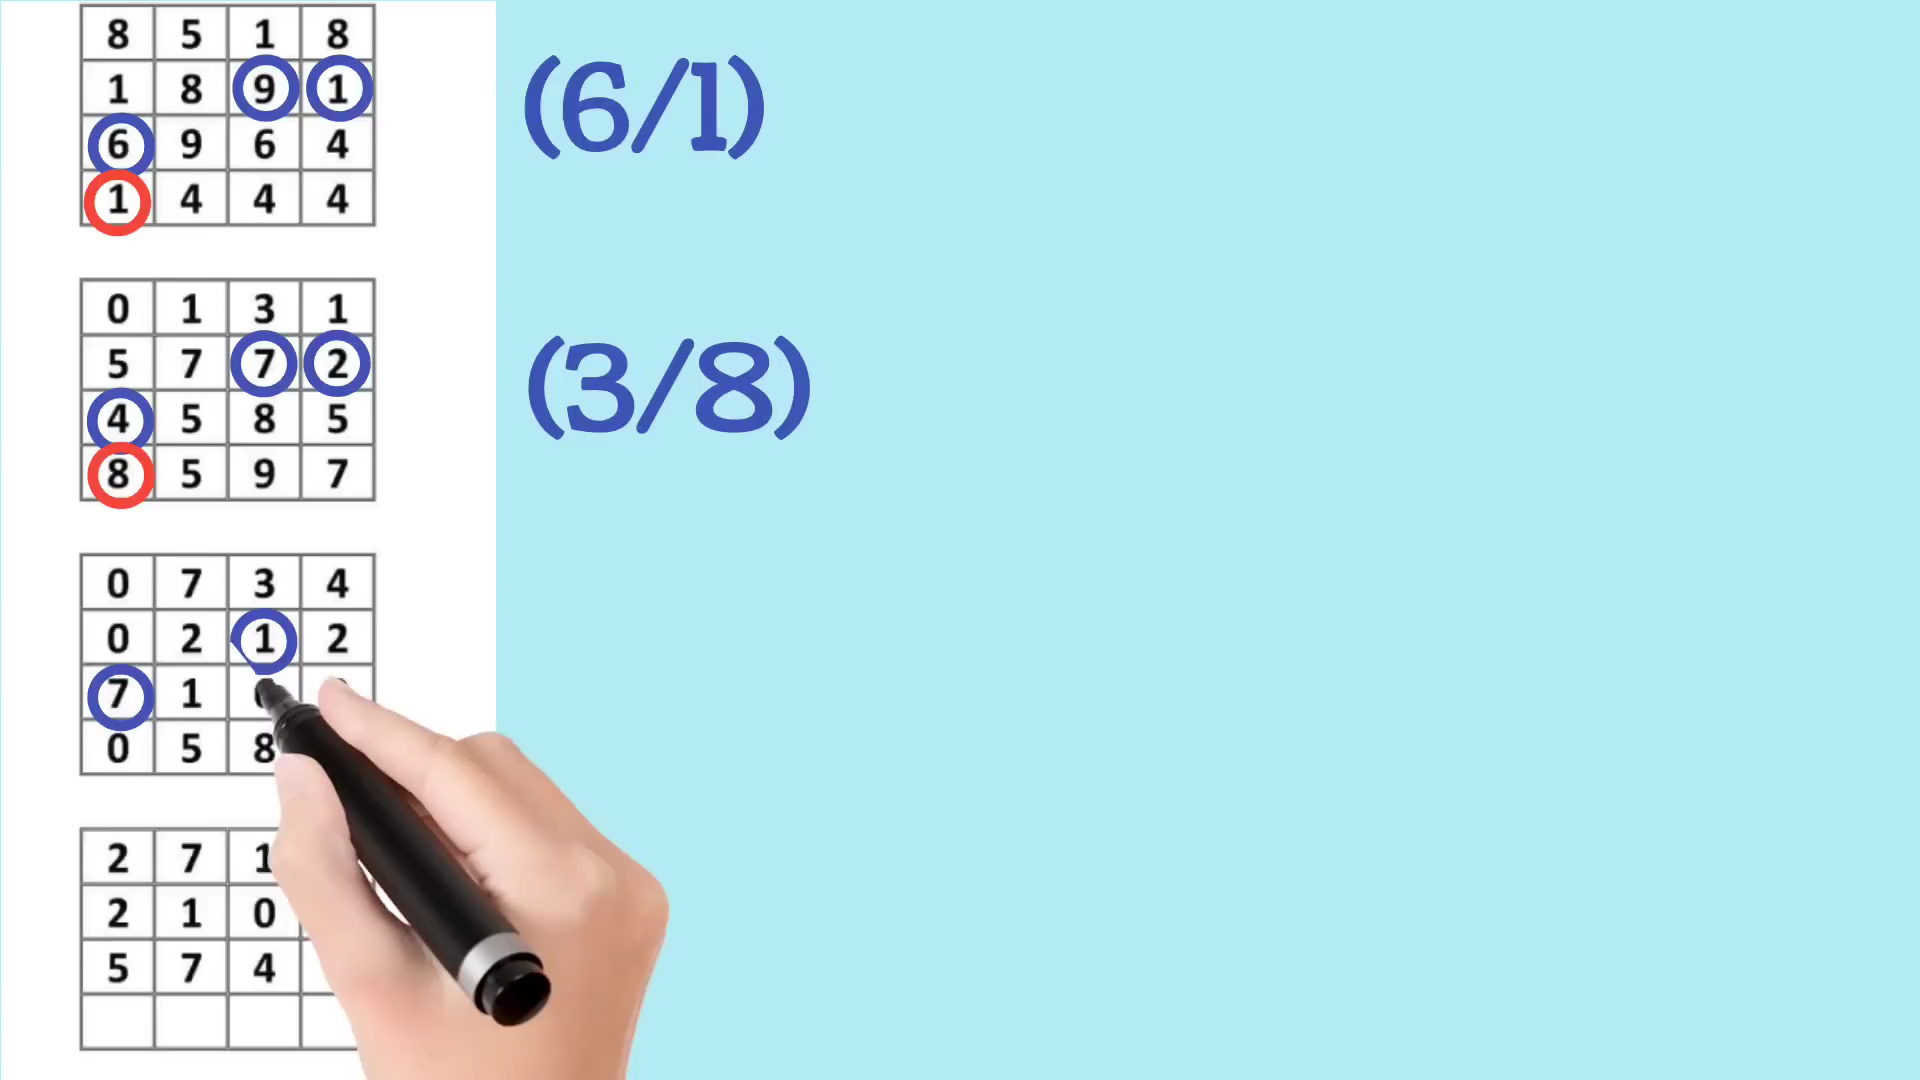 8 5 1 8
1 8 9 1
6 9 6 4
1 4 4 4
(6/1)
0 1 3 1
5 7 7 2
4 5 8 5
8 5 9 7
(3/8)
0 7 3 4
0 2 1 2
7 1
0 5 8
2 7 1
2 1 0
5 7 4